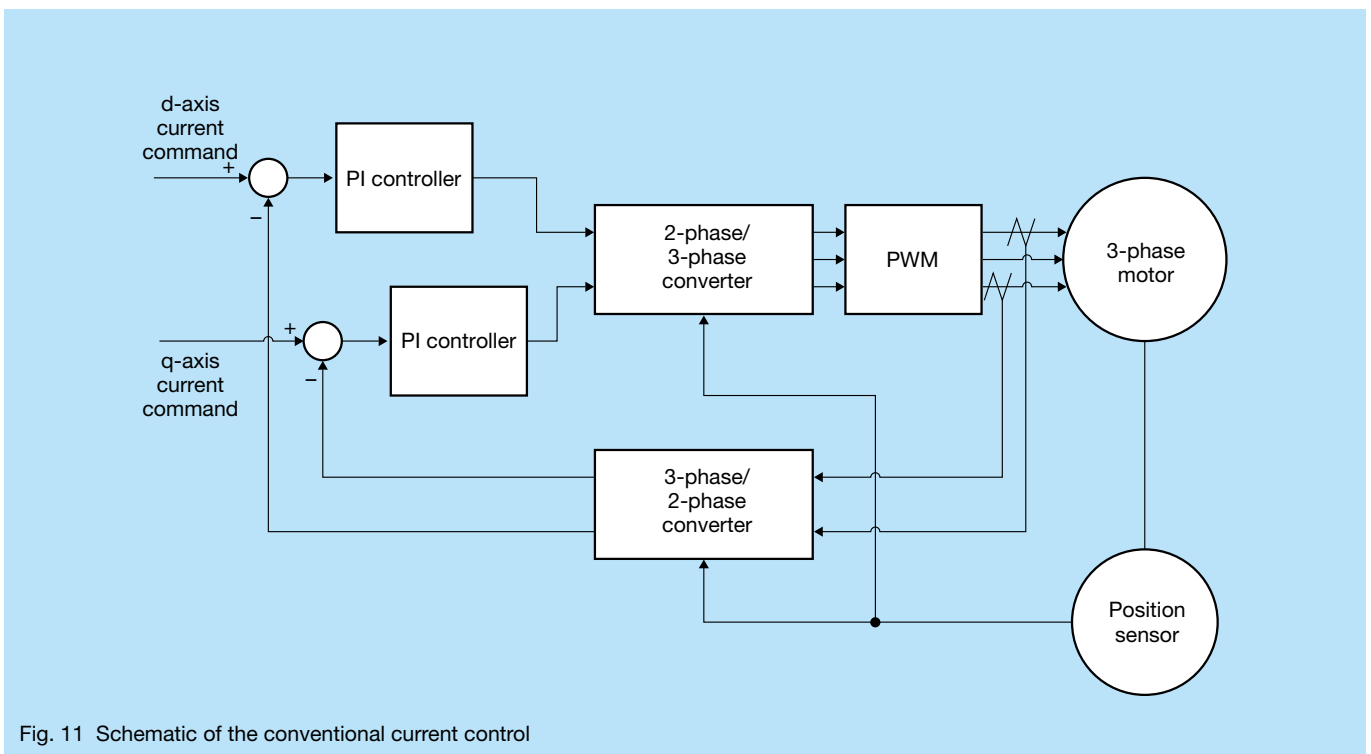 d-axis
current
command
+
−
PI controller
2-phase/
3-phase
converter
PWM
3-phase
motor
+
−
PI controller
q-axis
current
command
3-phase/
2-phase
converter
Position
sensor
Fig. 11 Schematic of the conventional current control